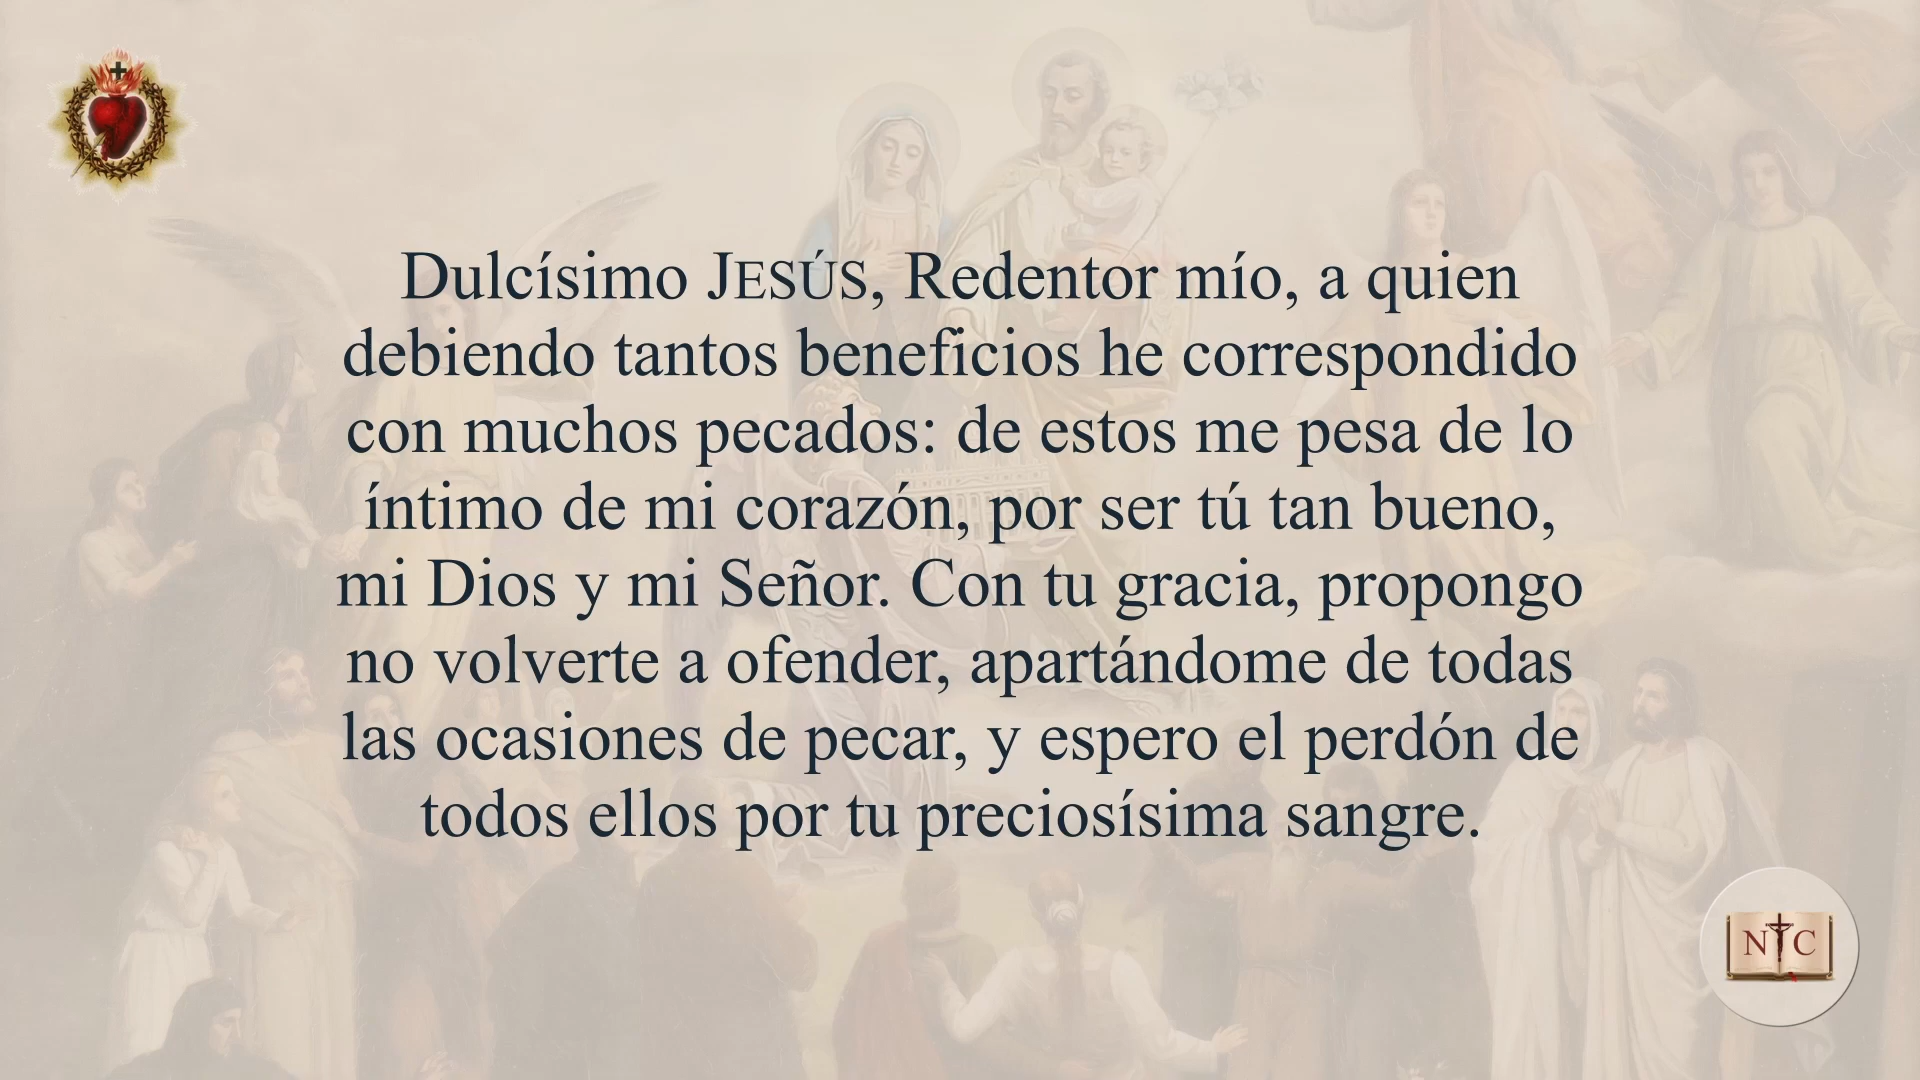 Dulcísimo JESÚS, Redentor mío, a quien
debiendo tantos beneficios he correspondido
con muchos pecados: de estos me pesa de lo
íntimo de mi corazón, por ser tú tan bueno,
mi Dios y mi Señor. Con tu gracia, propongo
no volverte a ofender, apartándome de todas
las ocasiones de pecar, y espero el perdón de
todos ellos por tu preciosísima sangre.
N C